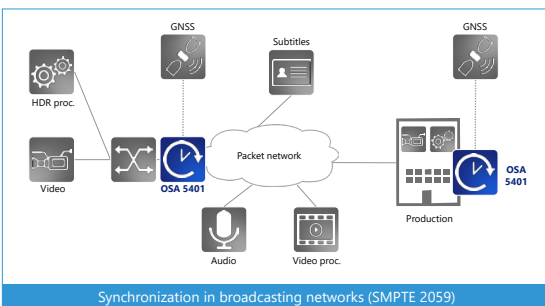 GNSS
GNSS
Subtitles
HDR proc.
Packet network
Video
OSA 5401
OSA
5401
Production
Audio
Video proc.
Synchronization in broadcasting networks (SMPTE 2059)